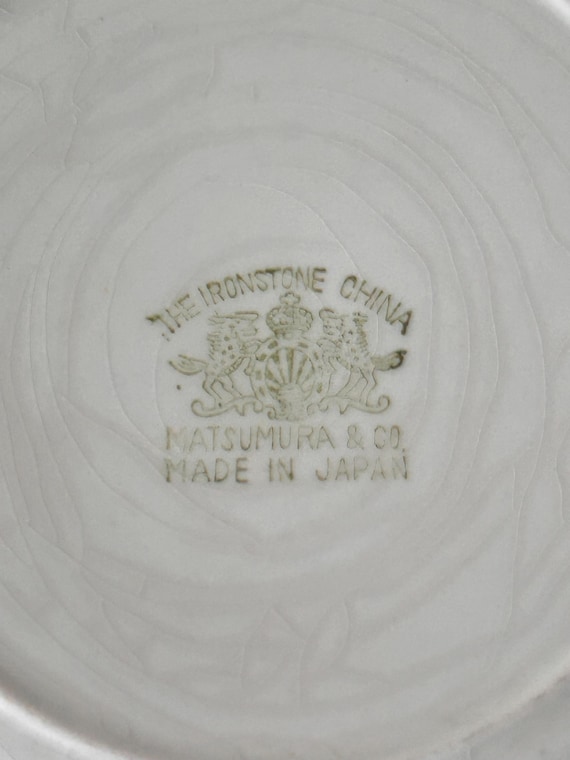 THE IRONSTONE CHINA
MATSUMURA & CO.
MADE IN JAPAN